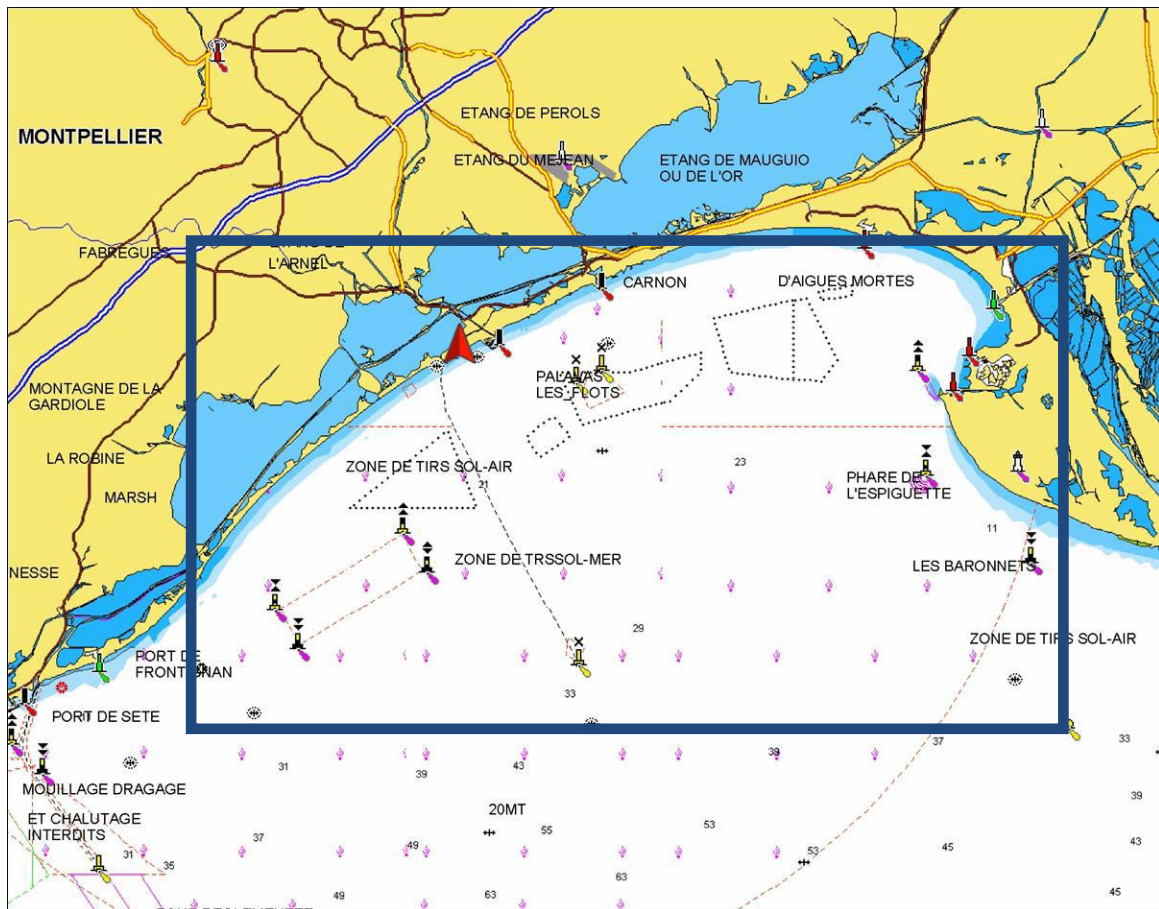 ETANG DE PEROLS
MONTPELLIER
ETANG DU MEJEAN
ETANG DE MAUGUIO
OU DE L'OR
FABREGUES
L'ARNEL
CARNON
D'AIGUES MORTES
MONTAGNE DE LA
GARDIOLE
PALAVAS
LES_FLOTS
LA ROBINE
ZONE DE TIRS SOL-AIR
23
MARSH
21
PHARE DE
L'ESPIGUETTE
11
NESSE
ZONE DE TRSSOL-MER
LES BARONNETS
29
ZONE DE TIRS SOL-AIR
PORT DE
FRONTIGNAN
33
PORT DE SETE
37
33
39
31
39
43
MOUILLAGE DRAGAGE
39
20MT
ET CHALUTAGE
INTERDITS
37
55
53
43
31
35
49
53
45
49
63
63
45